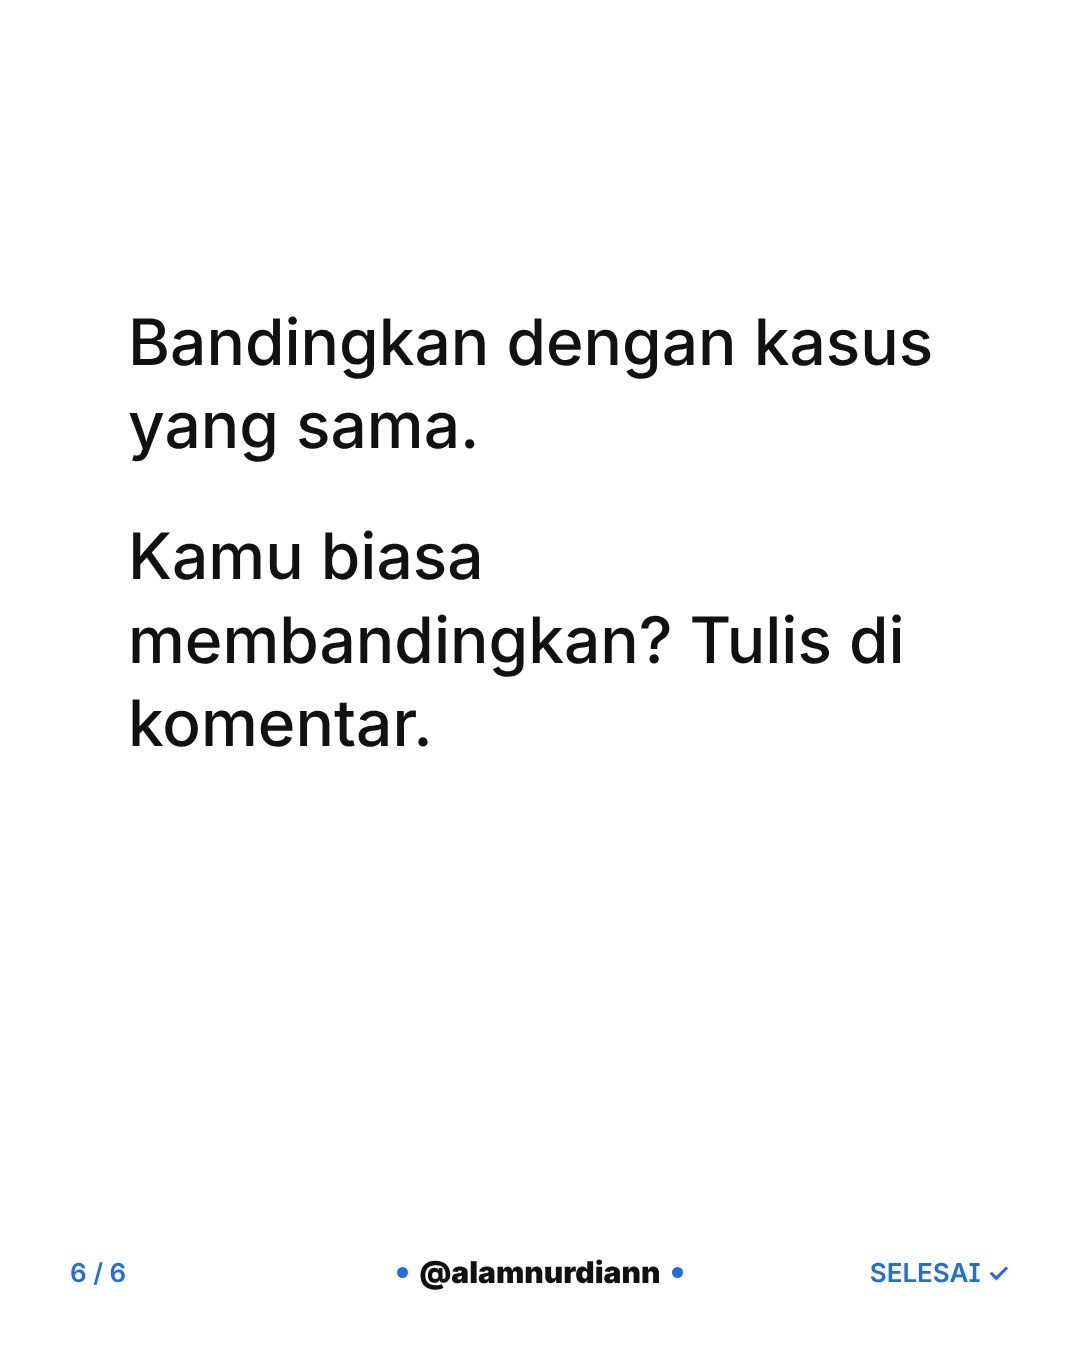 Bandingkan dengan kasus
yang sama.
Kamu biasa
membandingkan? Tulis di
komentar.
6 / 6
• @alamnurdiann •
SELESAI ✓